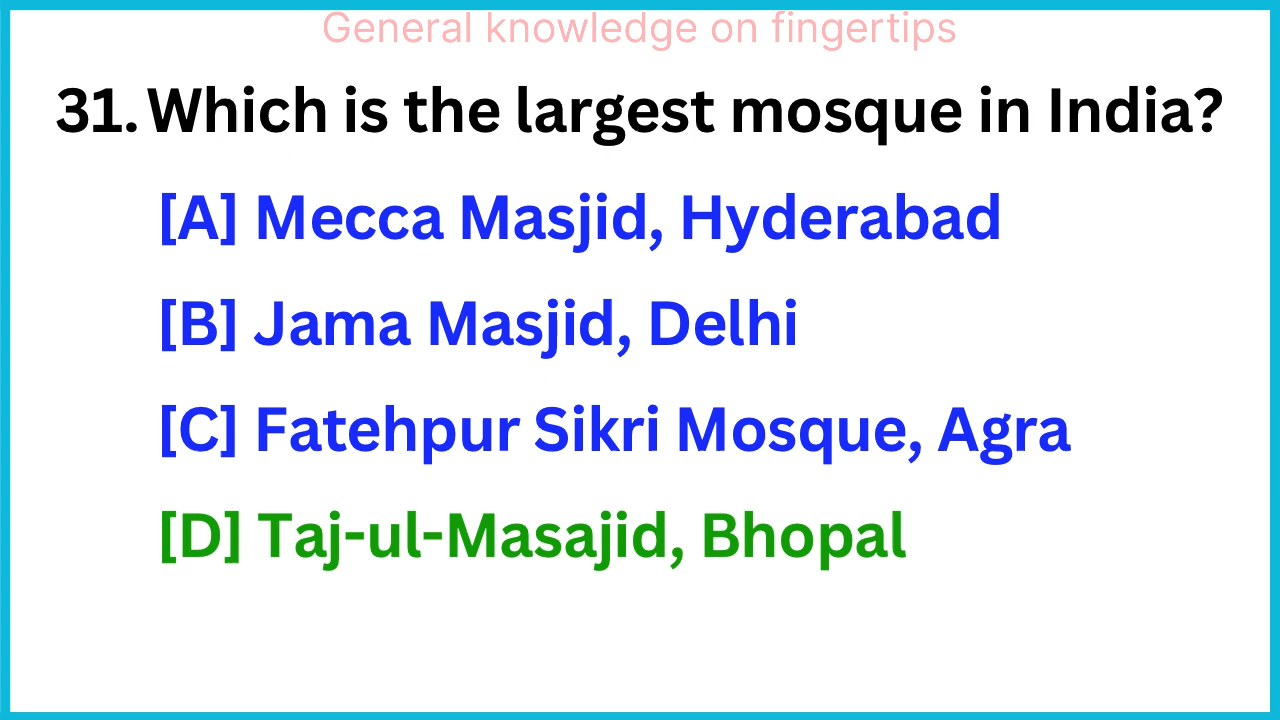 General knowledge on fingertips
31. Which is the largest mosque in India?
[A] Mecca Masjid, Hyderabad
[B] Jama Masjid, Delhi
[C] Fatehpur Sikri Mosque, Agra
[D] Taj-ul-Masajid, Bhopal